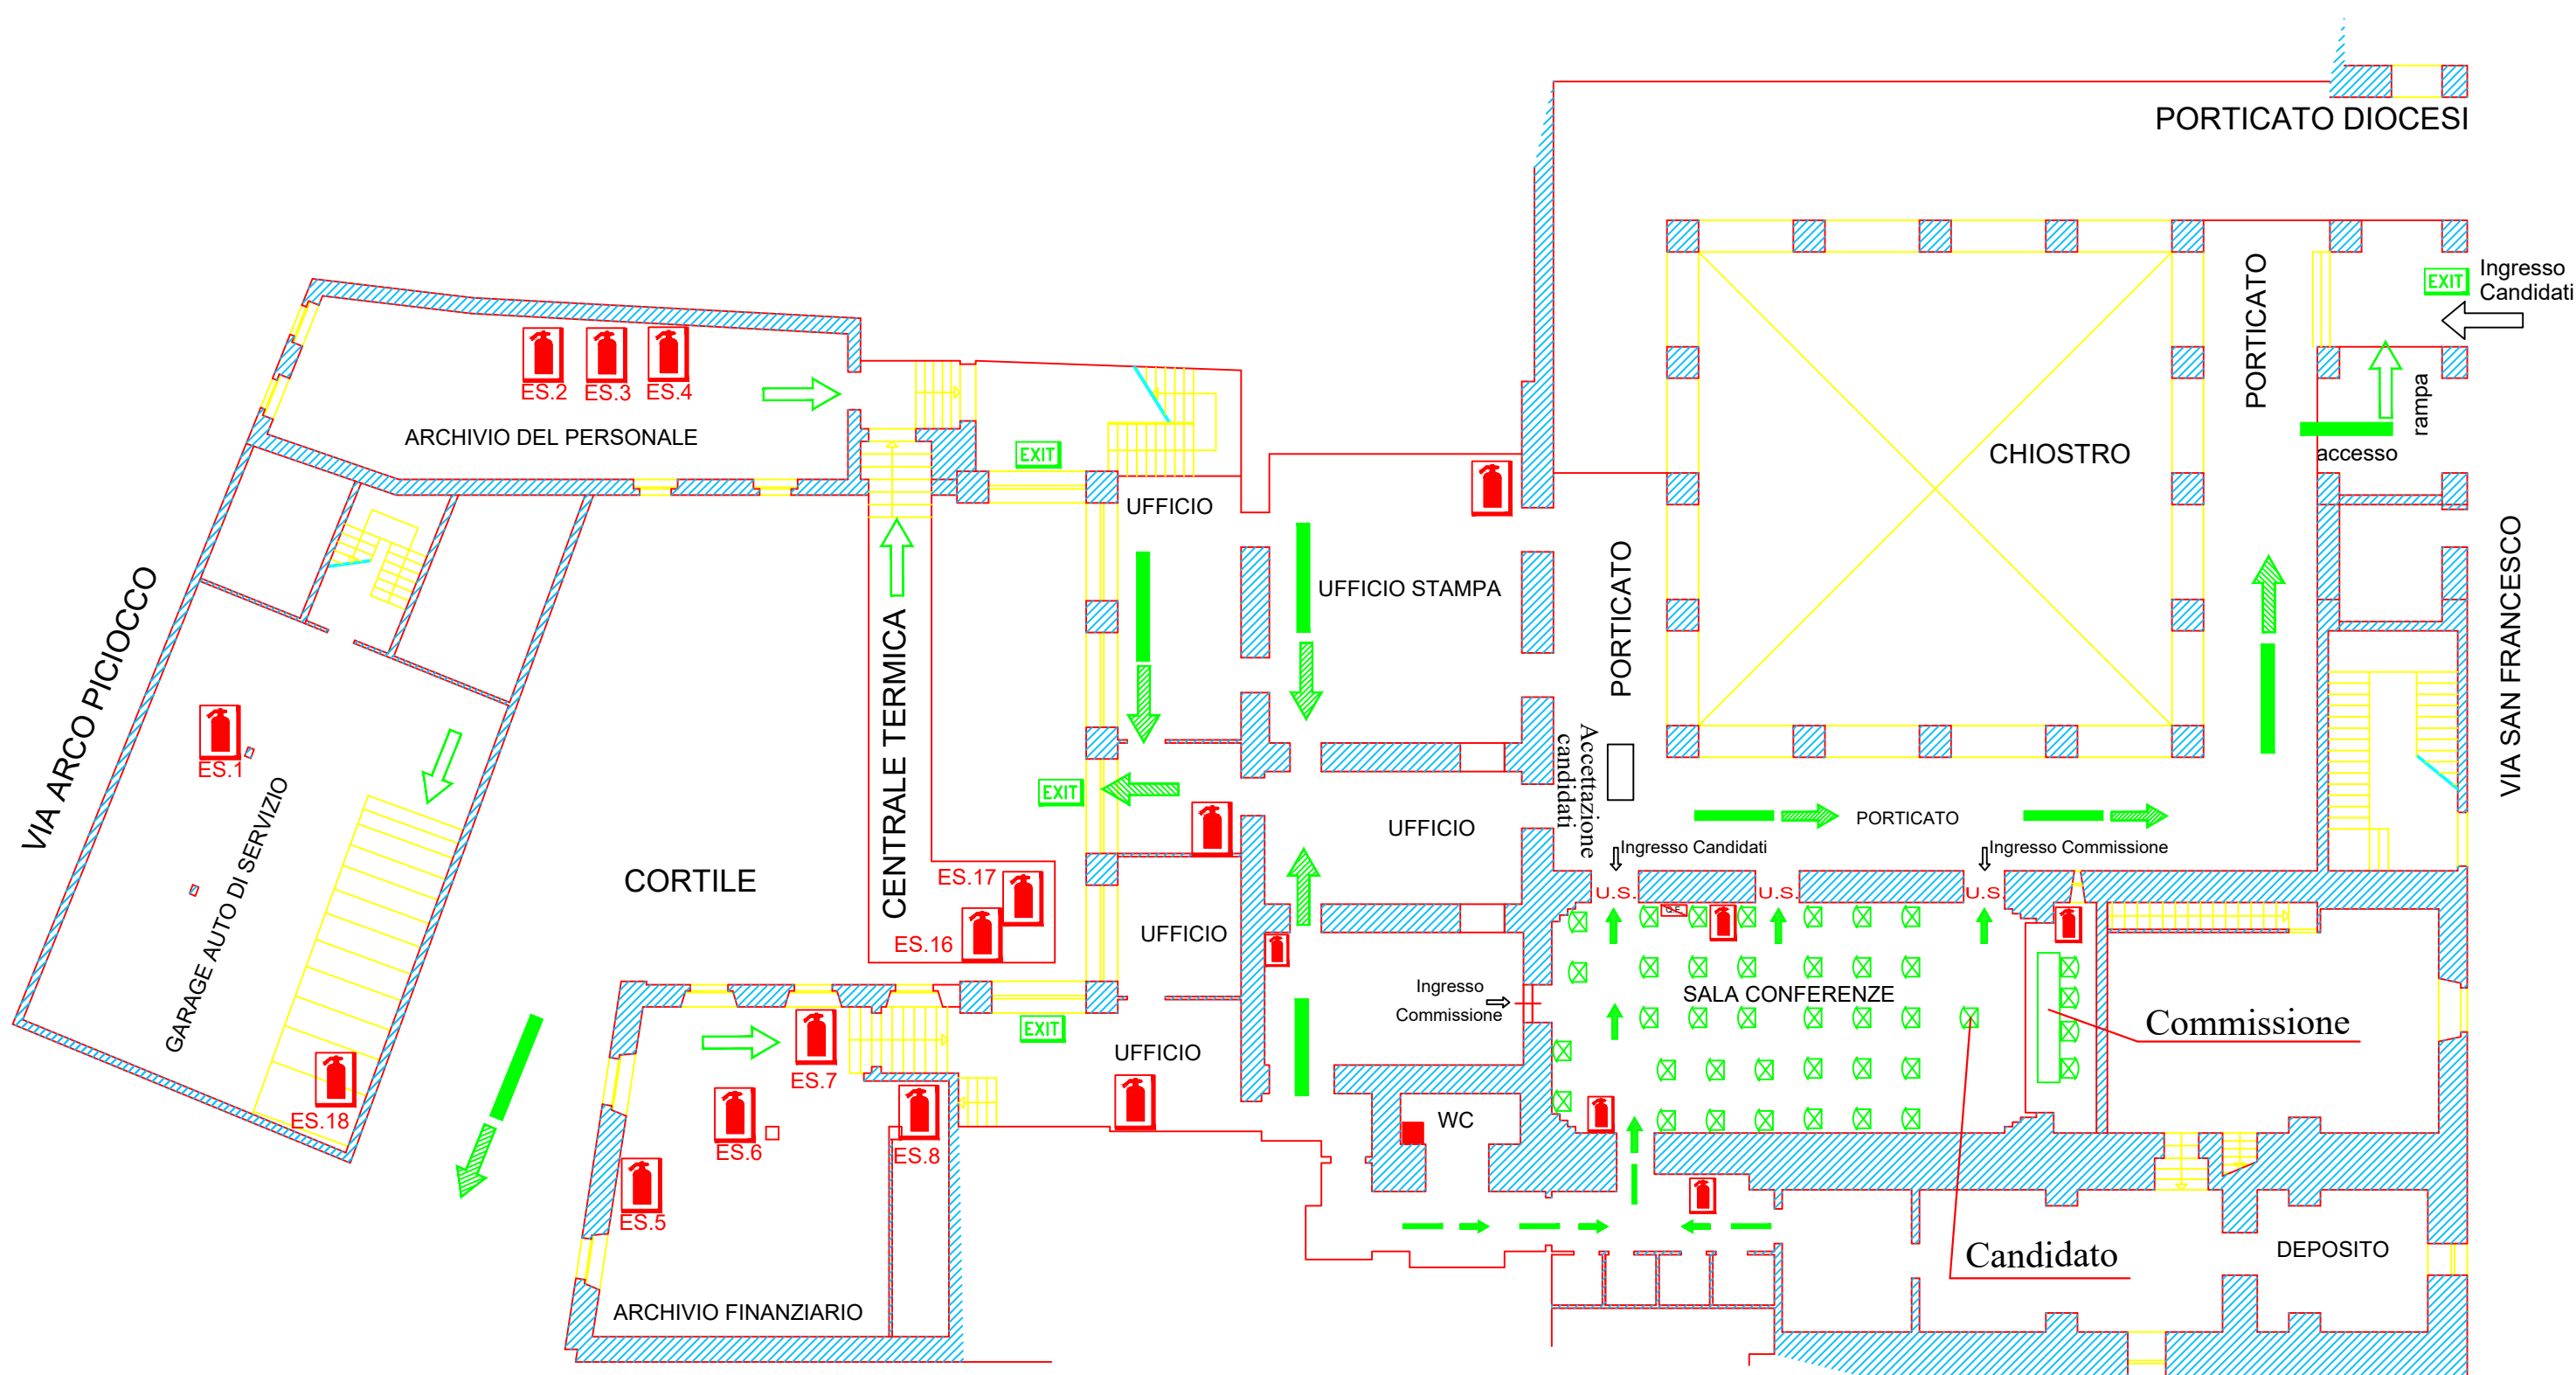 PORTICATO DIOCESI
EXIT
Ingresso
Candidati
PORTICATO
rampa
accesso
CHIOSTRO
VIA SAN FRANCESCO
ES.2
ES.3
ES.4
ARCHIVIO DEL PERSONALE
EXIT
UFFICIO
UFFICIO STAMPA
PORTICATO
VIA ARCO PICIOCCO
ES.1
GARAGE AUTO DI SERVIZIO
ES.18
CENTRALE TERMICA
CORTILE
EXIT
UFFICIO
Accettazione
candidati
PORTICATO
Ingresso Candidati
Ingresso Commissione
U.S.
U.S.
U.S.
Q.E.
ES.17
ES.16
UFFICIO
Ingresso
Commissione
SALA CONFERENZE
Commissione
EXIT
UFFICIO
ES.7
ES.6
ES.8
ES.5
WC
Candidato
DEPOSITO
ARCHIVIO FINANZIARIO